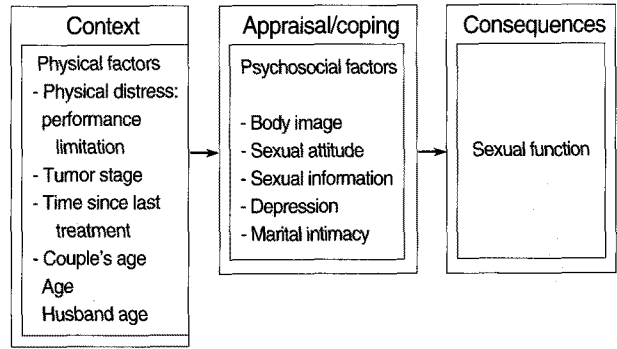 Context
Physical factors
- Physical distress:
performance
limitation
- Tumor stage
- Time since last
treatment
- Couple's age
Age
Husband age
Appraisal/coping
Psychosocial factors
- Body image
- Sexual attitude
- Sexual information
- Depression
- Marital intimacy
Consequences
Sexual function